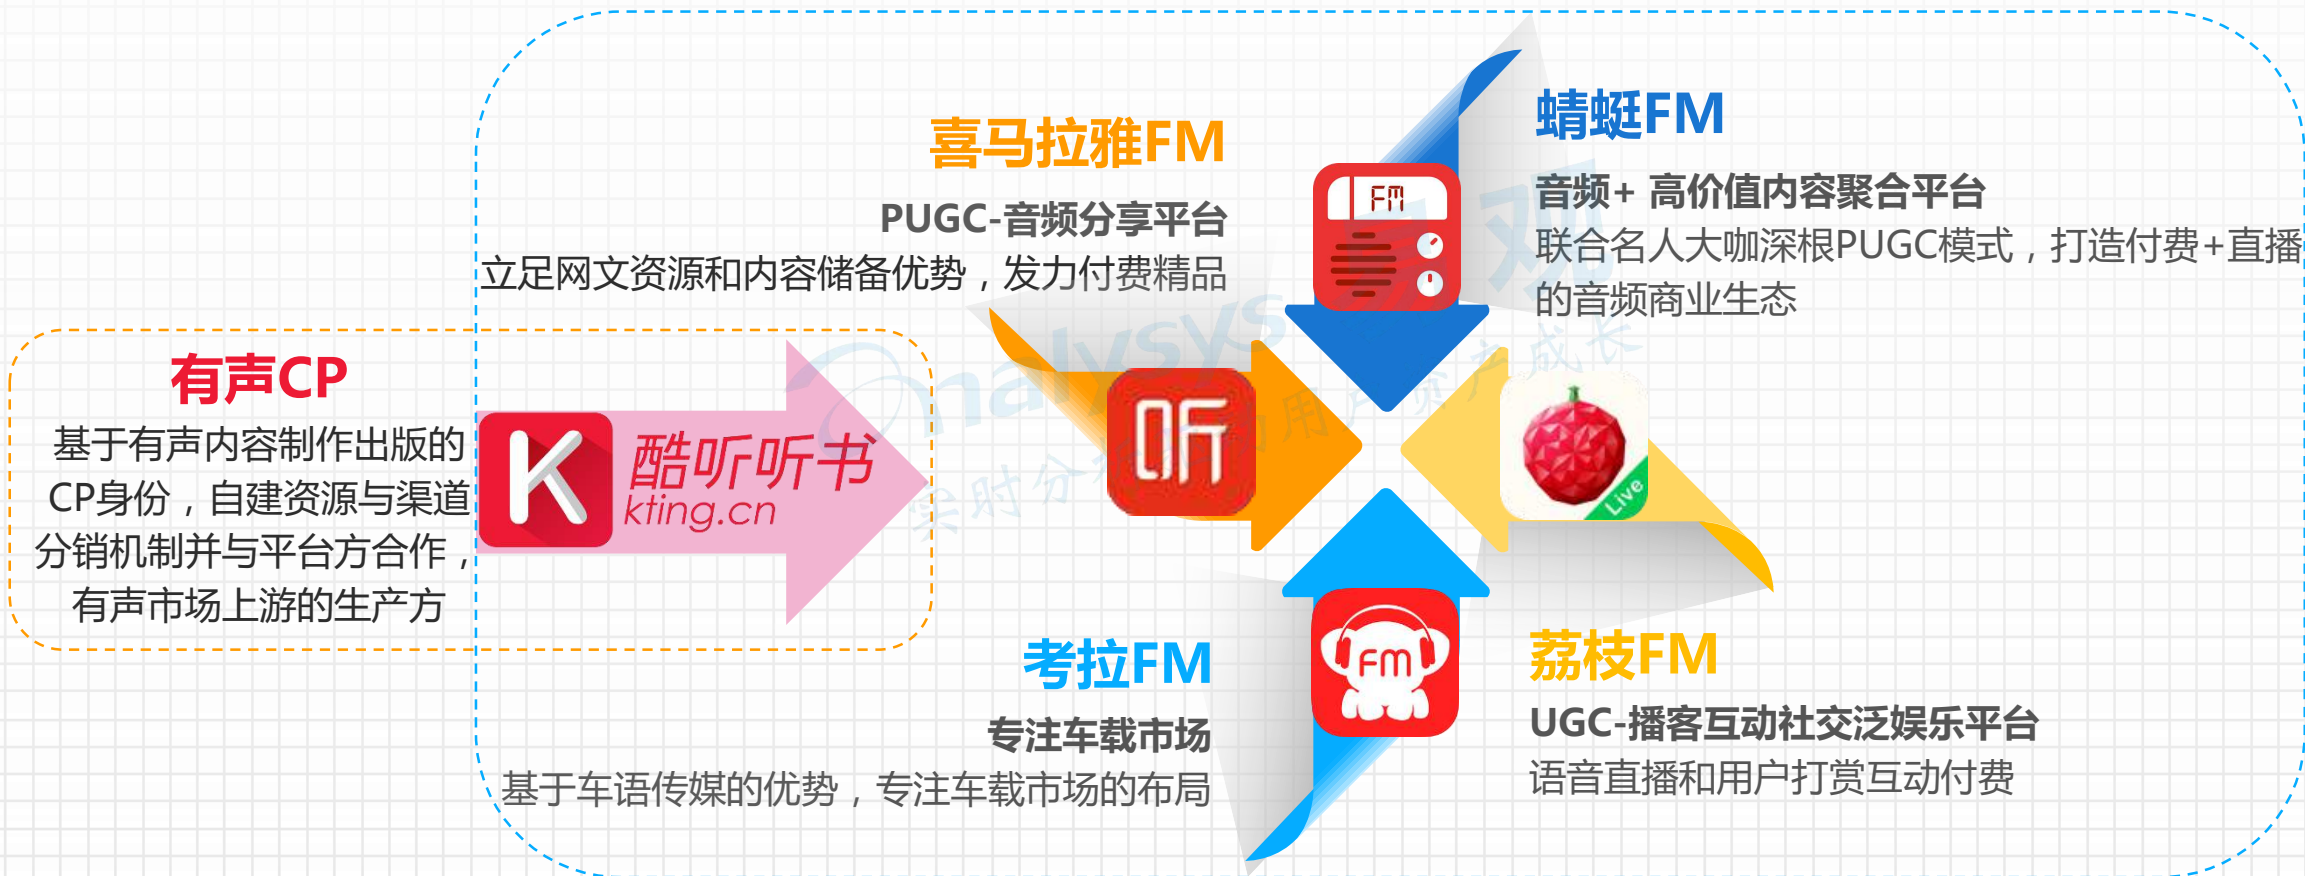 喜马拉雅FM
PUGC-音频分享平台
立足网文资源和内容储备优势，发力付费精品
蜻蜓FM
音频+ 高价值内容聚合平台
联合名人大咖深根PUGC模式，打造付费+直播
的音频商业生态
FM
有声CP
基于有声内容制作出版的
CP身份，自建资源与渠道
分销机制并与平台方合作，
有声市场上游的生产方
K
酷听听书
kting.cn
听
Live
考拉FM
专注车载市场
基于车语传媒的优势，专注车载市场的布局
FM
荔枝FM
UGC-播客互动社交泛娱乐平台
语音直播和用户打赏互动付费